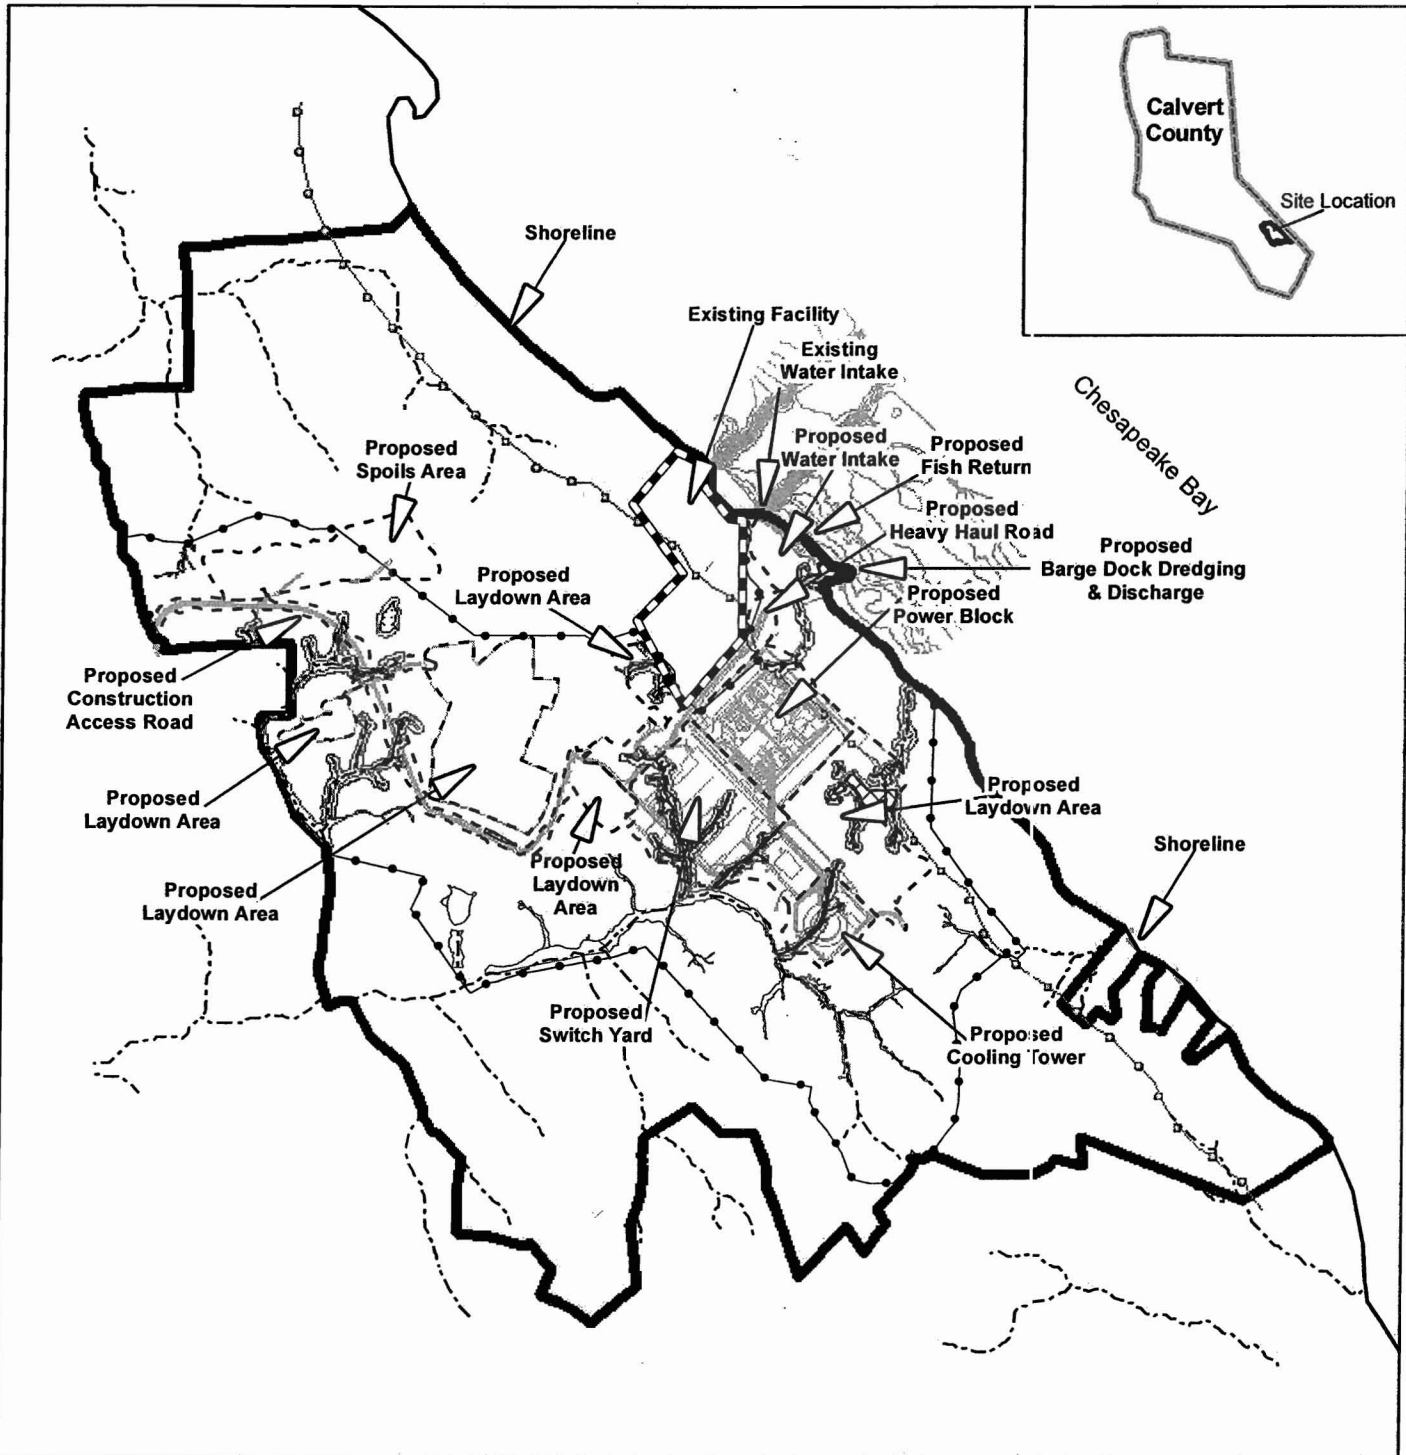 Calvert
County
Site Location
Shoreline
Existing Facility
Existing
Water Intake
Chesapeake Bay
Proposed
Water Intake
Proposed
Fish Return
Proposed
Spoils Area
Proposed
Heavy Haul Road
Proposed
Barge Dock Dredging
& Discharge
Proposed
Laydown Area
Proposed
Power Block
Proposed
Construction
Access Road
Proposed
Laydown Area
Proposed
Laydown Area
Proposed
Laydown Area
Proposed
Laydown
Area
Shoreline
Proposed
Switch Yard
Proposed
Cooling Tower